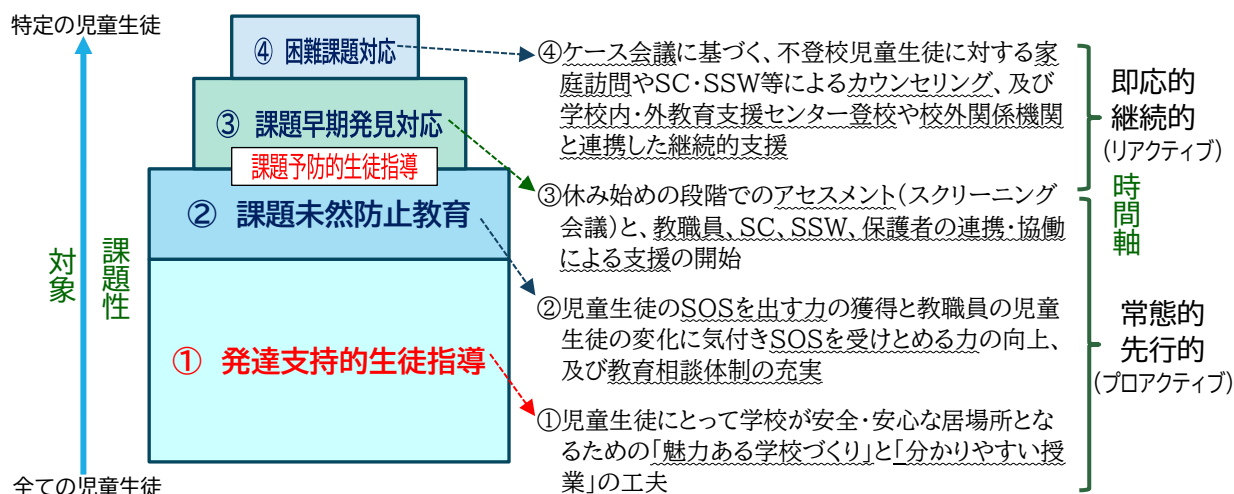 特定の児童生徒
④ 困難課題対応
③ 課題早期発見対応
課題予防的生徒指導
② 課題未然防止教育
① 発達支持的生徒指導
対象
課題性
全ての児童生徒
④ケース会議に基づく、不登校児童生徒に対する家
庭訪問やSC・SSW等によるカウンセリング、及び
学校内・外教育支援センター登校や校外関係機関
と連携した継続的支援
③休み始めの段階でのアセスメント(スクリーニング
会議)と、教職員、SC、SSW、保護者の連携・協働
による支援の開始
②児童生徒のSOSを出す力の獲得と教職員の児童
生徒の変化に気付きSOSを受けとめる力の向上、
及び教育相談体制の充実
①児童生徒にとって学校が安全・安心な居場所とな
るための「魅力ある学校づくり」と「分かりやすい授
業」の工夫
即応的
継続的
(リアクティブ)
時間軸
常態的
先行的
(プロアクティブ)